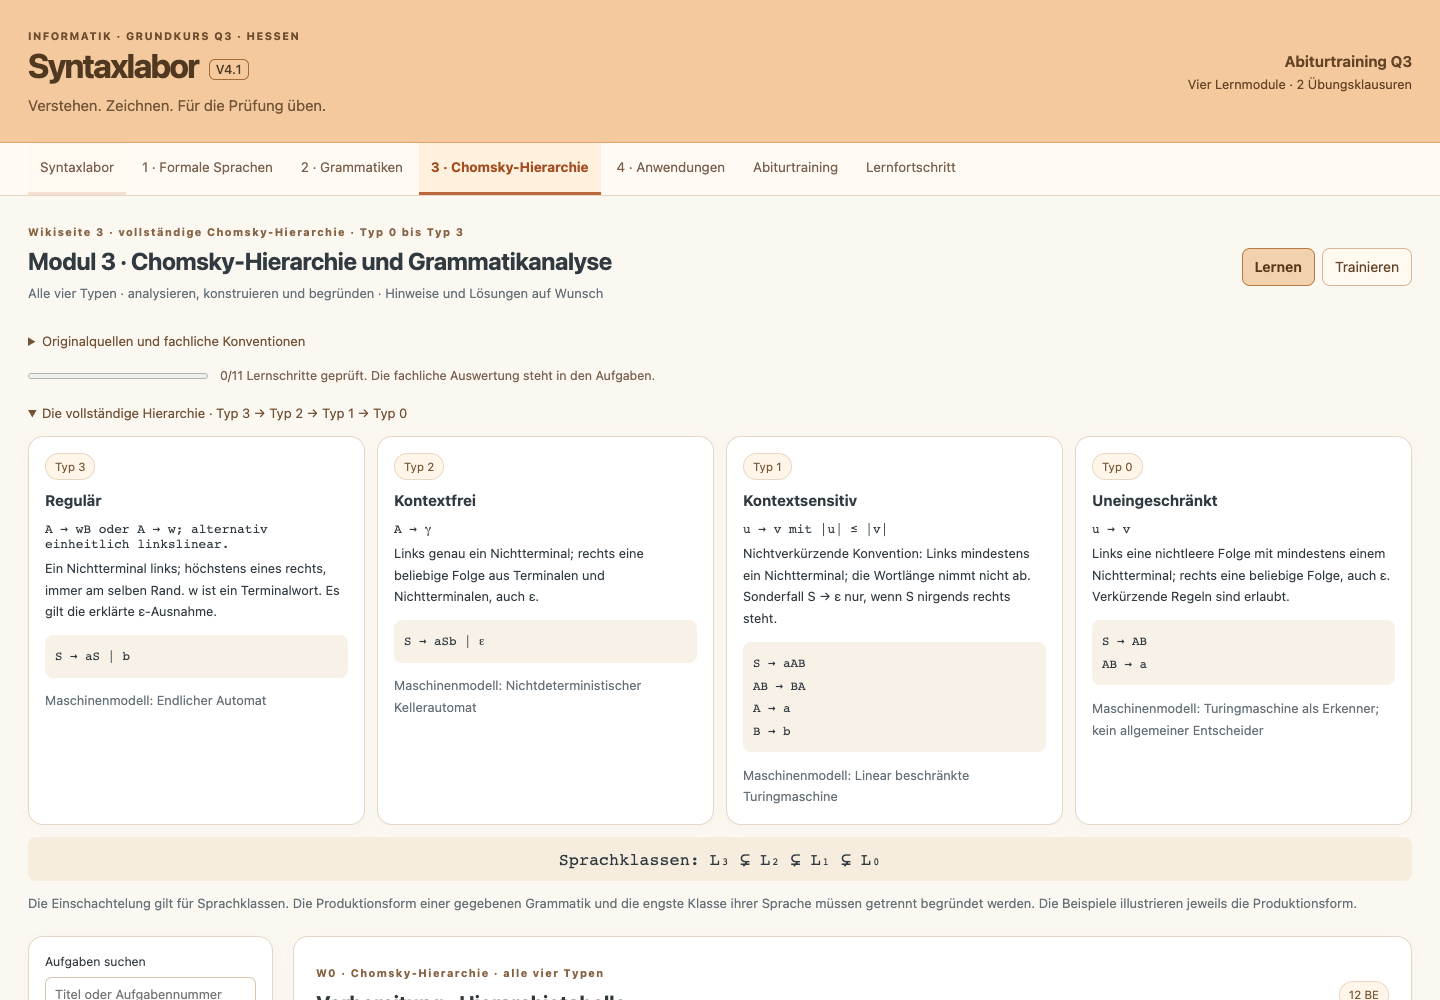 INFORMATIK · GRUNDKURS Q3 · HESSEN
Syntaxlabor V4.1
Verstehen. Zeichnen. Für die Prüfung üben.
Abiturtraining Q3
Vier Lernmodule · 2 Übungsklausuren
Syntaxlabor 1 · Formale Sprachen 2 · Grammatiken 3 · Chomsky-Hierarchie 4 · Anwendungen Abiturtraining Lernfortschritt
Wikiseite 3 · vollständige Chomsky-Hierarchie · Typ 0 bis Typ 3
Modul 3 · Chomsky-Hierarchie und Grammatikanalyse
Alle vier Typen · analysieren, konstruieren und begründen · Hinweise und Lösungen auf Wunsch
Lernen Trainieren
Originalquellen und fachliche Konventionen
0/11 Lernschritte geprüft. Die fachliche Auswertung steht in den Aufgaben.
Die vollständige Hierarchie · Typ 3 → Typ 2 → Typ 1 → Typ 0
Typ 3
Regulär
A → wB oder A → w; alternativ
einheitlich linkslinear.
Ein Nichtterminal links; höchstens eines rechts,
immer am selben Rand. w ist ein Terminalwort. Es
gilt die erklärte ε-Ausnahme.
S → aS | b
Maschinenmodell: Endlicher Automat
Typ 2
Kontextfrei
A → γ
Links genau ein Nichtterminal; rechts eine
beliebige Folge aus Terminalen und
Nichtterminalen, auch ε.
S → aSb | ε
Maschinenmodell: Nichtdeterministischer
Kellerautomat
Typ 1
Kontextsensitiv
u → v mit |u| ≤ |v|
Nichtverkürzende Konvention: Links mindestens
ein Nichtterminal; die Wortlänge nimmt nicht ab.
Sonderfall S → ε nur, wenn S nirgends rechts
steht.
S → aAB
AB → BA
A → a
B → b
Maschinenmodell: Linear beschränkte
Turingmaschine
Typ 0
Uneingeschränkt
u → v
Links eine nichtleere Folge mit mindestens einem
Nichtterminal; rechts eine beliebige Folge, auch ε.
Verkürzende Regeln sind erlaubt.
S → AB
AB → a
Maschinenmodell: Turingmaschine als Erkenner;
kein allgemeiner Entscheider
Sprachklassen: L₃ ⊊ L₂ ⊊ L₁ ⊊ L₀
Die Einschachtelung gilt für Sprachklassen. Die Produktionsform einer gegebenen Grammatik und die engste Klasse ihrer Sprache müssen getrennt begründet werden. Die Beispiele illustrieren jeweils die Produktionsform.
Aufgaben suchen
Titel oder Aufgabennummer
W0 · Chomsky-Hierarchie · alle vier Typen
Vorbereitung · Hierarchietabelle
12 BE